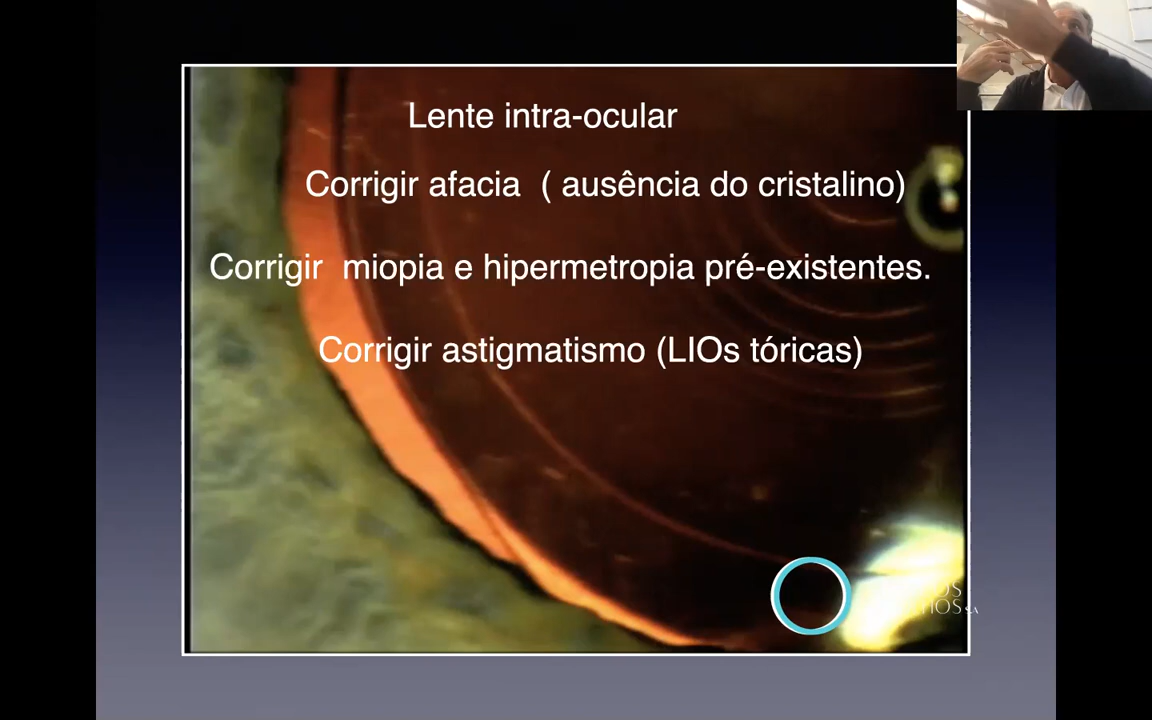 Lente intra-ocular
Corrigir afacia ( ausência do cristalino)
Corrigir miopia e hipermetropia pré-existentes.
Corrigir astigmatismo (LIOs tóricas)